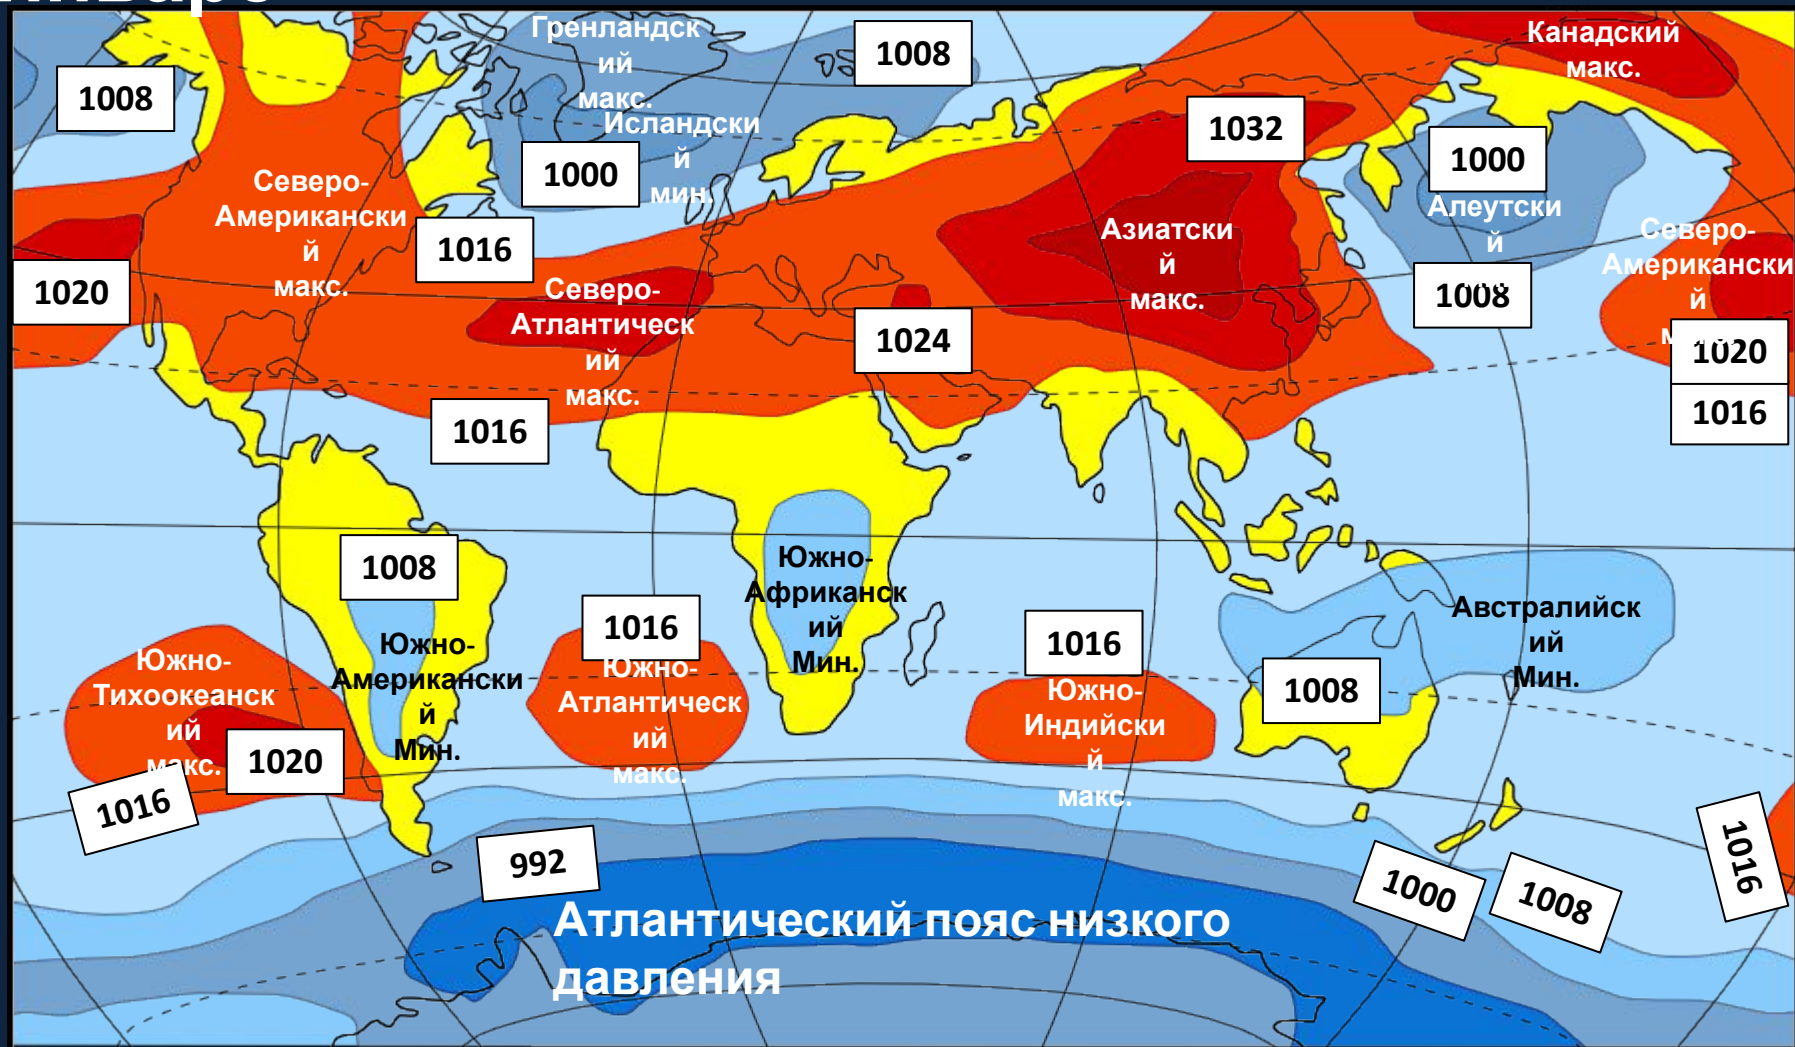 Гренландск
ий
макс.
1008
Канадский
макс.
1008
Исландски
й
мин.
1032
1000
1000
Северо-
Американски
й
макс.
1016
Азиатски
й
макс.
Алеутски
й
Северо-
Американски
й
1020
Северо-
Атлантическ
ий
макс.
1008
1024
1020
1016
1016
1008
Южно-
Африканск
ий
Мин.
Австралийск
ий
Мин.
1016
1016
Южно-
Тихоокеанск
ий
макс.
Южно-
Американски
й
Мин.
Южно-
Атлантическ
ий
макс.
Южно-
Индийски
й
макс.
1008
1020
1016
992
1000
1008
1016
Атлантический пояс низкого
давления